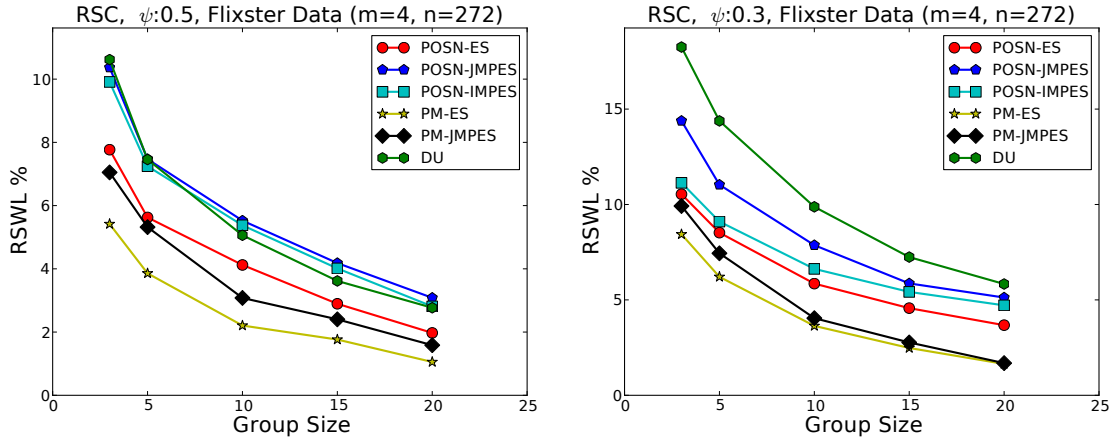 RSC, ψ:0.5, Flixster Data (m=4, n=272)
RSWL %
10
8
6
4
2
0
0 5 10 15 20 25
Group Size
POSN-ES
POSN-JMPES
POSN-IMPES
PM-ES
PM-JMPES
DU
RSC, ψ:0.3, Flixster Data (m=4, n=272)
RSWL %
15
10
5
0
0 5 10 15 20 25
Group Size
POSN-ES
POSN-JMPES
POSN-IMPES
PM-ES
PM-JMPES
DU